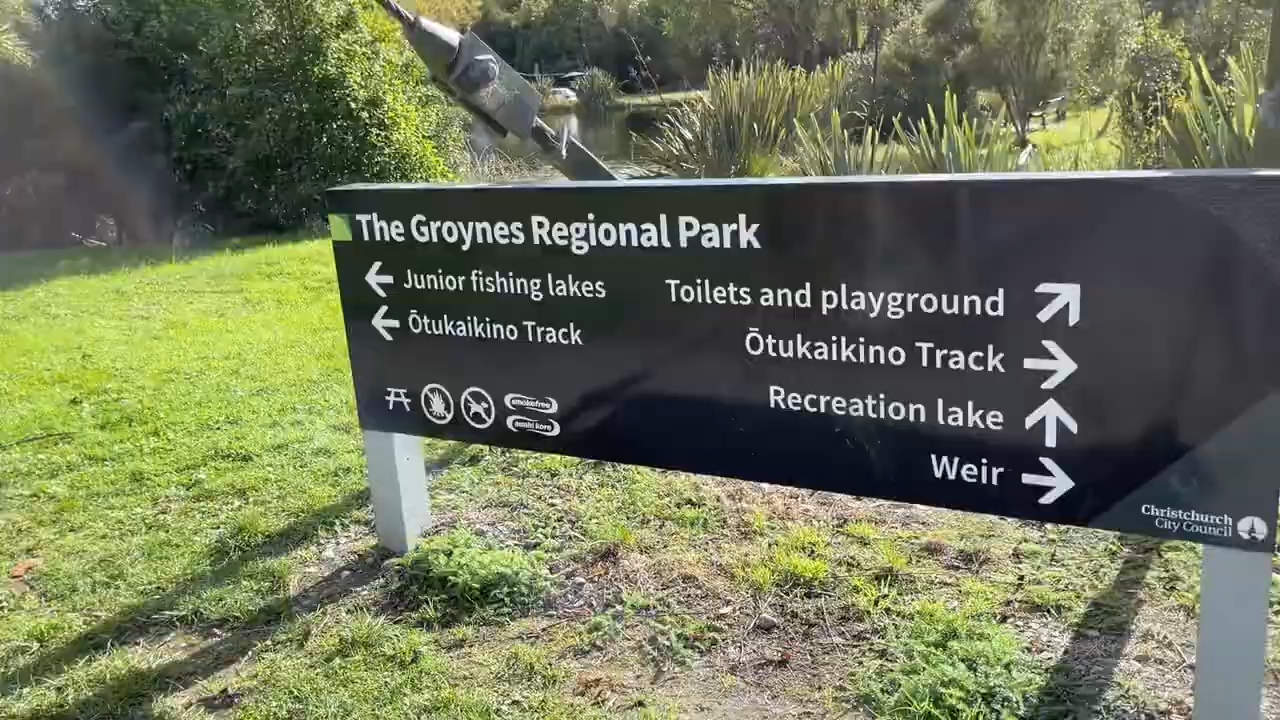 The Groynes Regional Park
Junior fishing lakes
Ōtukaikino Track
Toilets and playground
Ōtukaikino Track
Recreation lake
Weir
smokefree
auahi kore
Christchurch
City Council